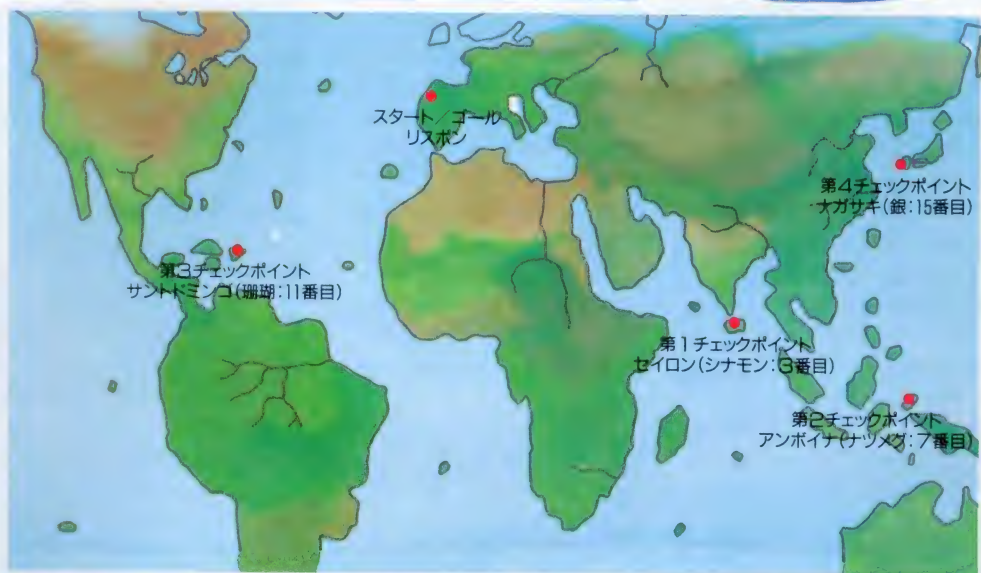 スタート／ゴール
リスボン
第4チェックポイント
ナガサキ(銀:15番目)
第3チェックポイント
サントドミンゴ(珊瑚:11番目)
第1チェックポイント
セイロン(シナモン:3番目)
第2チェックポイント
アンボイナ(ナツメグ:7番目)